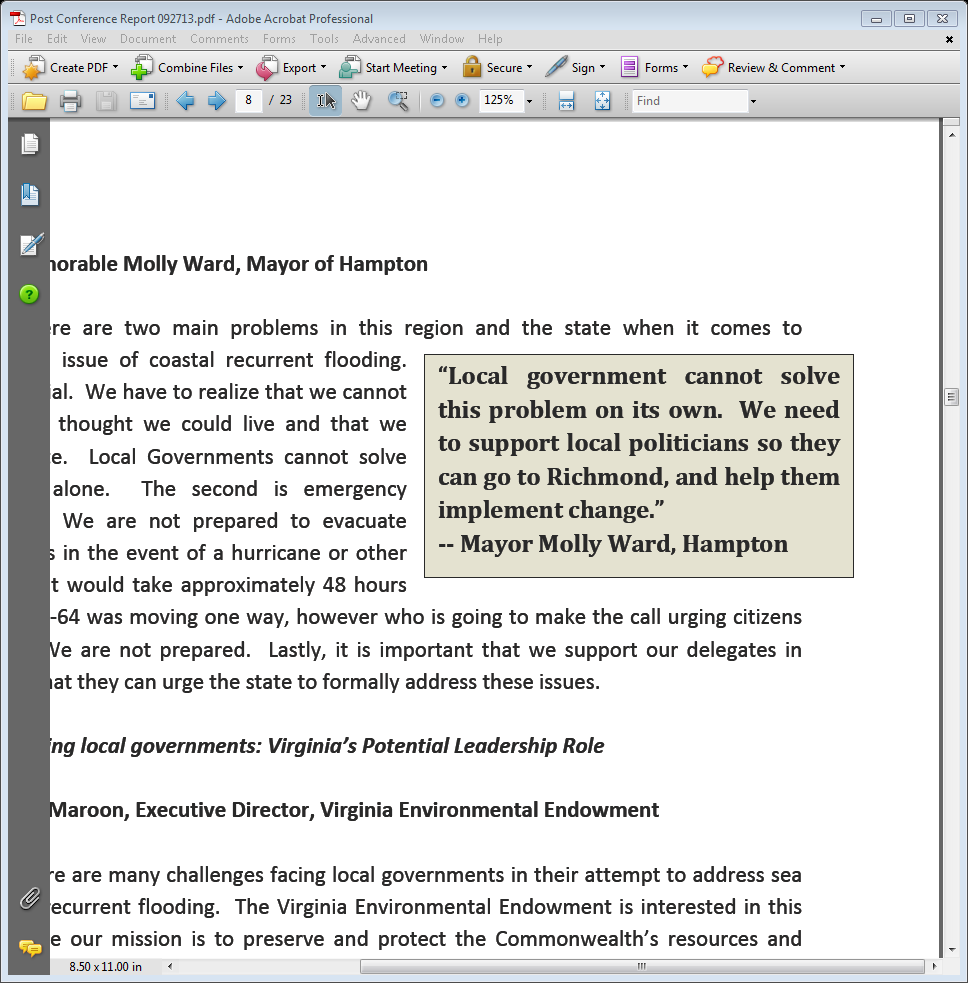 Post Conference Report 092713.pdf - Adobe Acrobat Professional
File Edit View Document Comments Forms Tools Advanced Window Help
Create PDF Combine Files Export Start Meeting Secure Sign Forms Review & Comment
8 / 23 125% Find
norable Molly Ward, Mayor of Hampton
ere are two main problems in this region and the state when it comes to
issue of coastal recurrent flooding.
ial. We have to realize that we cannot
thought we could live and that we
e. Local Governments cannot solve
alone. The second is emergency
We are not prepared to evacuate
s in the event of a hurricane or other
t would take approximately 48 hours
“Local government cannot solve
this problem on its own. We need
to support local politicians so they
can go to Richmond, and help them
implement change.”
-- Mayor Molly Ward, Hampton
-64 was moving one way, however who is going to make the call urging citizens
We are not prepared. Lastly, it is important that we support our delegates in
hat they can urge the state to formally address these issues.
ing local governments: Virginia’s Potential Leadership Role
Maroon, Executive Director, Virginia Environmental Endowment
re are many challenges facing local governments in their attempt to address sea
recurrent flooding. The Virginia Environmental Endowment is interested in this
e our mission is to preserve and protect the Commonwealth’s resources and
8.50 x 11.00 in